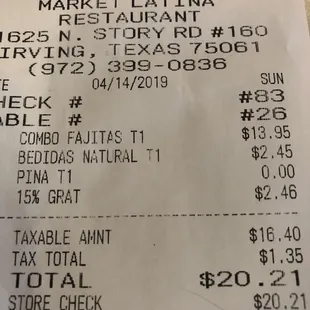 MARKET LATINA
RESTAURANT
1625 N. STORY RD #160
IRVING, TEXAS 75061
(972) 399-0836
TE 04/14/2019 SUN
HECK # #83
ABLE # #26
COMBO FAJITAS T1 $13.95
BEDIDAS NATURAL T1 $2.45
PINA T1 0.00
15% GRAT $2.46
TAXABLE AMNT $16.40
TAX TOTAL $1.35
TOTAL $20.21
STORE CHECK $20.21